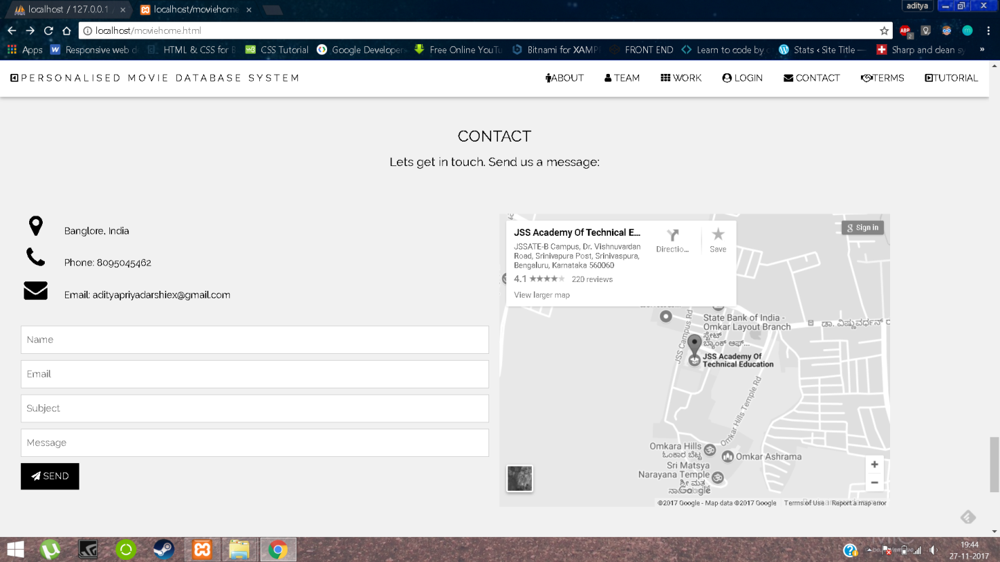 localhost / 127.0.0.1
localhost/moviehome
aditya
localhost/moviehome.html
ABP
2
Apps
Responsive web d
HTML & CSS for B
CSS Tutorial
Google Developer
Free Online YouTu
Bitnami for XAMP
FRONT END
Learn to code by
Stats ‹ Site Title —
Sharp and clean sy
»
PERSONALISED MOVIE DATABASE SYSTEM
ABOUT
TEAM
WORK
LOGIN
CONTACT
TERMS
TUTORIAL
CONTACT
Lets get in touch. Send us a message:
Banglore, India
Phone: 8095045462
Email: adityapriyadarshiex@gmail.com
Name
Email
Subject
Message
SEND
JSS Academy Of Technical E...
JSSATE-B Campus, Dr. Vishnuvardan
Road, Srinivapura Post, Srinivaspura,
Bengaluru, Karnataka 560060
4.1 ★★★★★ 220 reviews
View larger map
Directio...
Save
Sign in
State Bank of India -
Omkar Layout Branch
ಸ್ಟೇಟ್
ಬ್ಯಾಂಕ್ ಆಫ್...
ಡಾ. ವಿಷ್ಣುವರ್ಧನ್ ರ
JSS Campus Rd
JSS Academy Of
Technical Education
Omkar Hills Temple Rd
Omkara Hills
ಓಂಕಾರ ಬೆಟ್ಟ
Omkar Ashrama
Sri Matsya
Narayana Temple
ಶ್ರೀ ಮತ್ಸ
ನಾ
Google
+
−
©2017 Google - Map data ©2017 Google
Terms of Use
Report a map error
19:44
27-11-2017